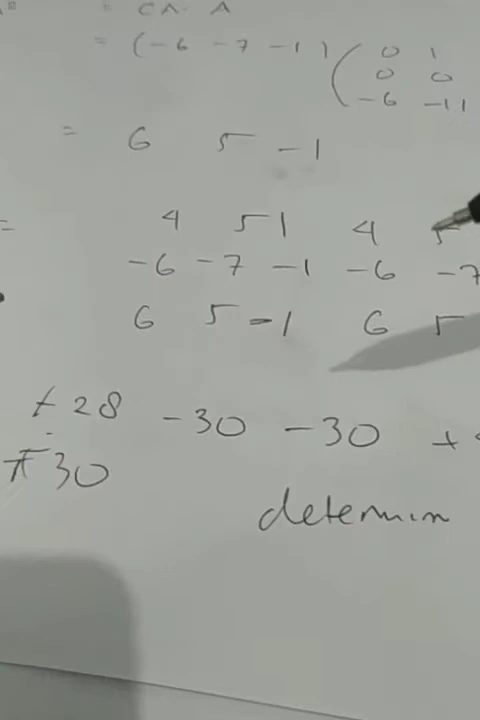 = CA · A
= (-6 -7 -1) ( 0 1
0 0
-6 -11
= 6 5 -1
= 4 5 1 4 5
-6 -7 -1 -6 -7
6 5 -1 6 5
+28 -30 -30 +
+30
determin